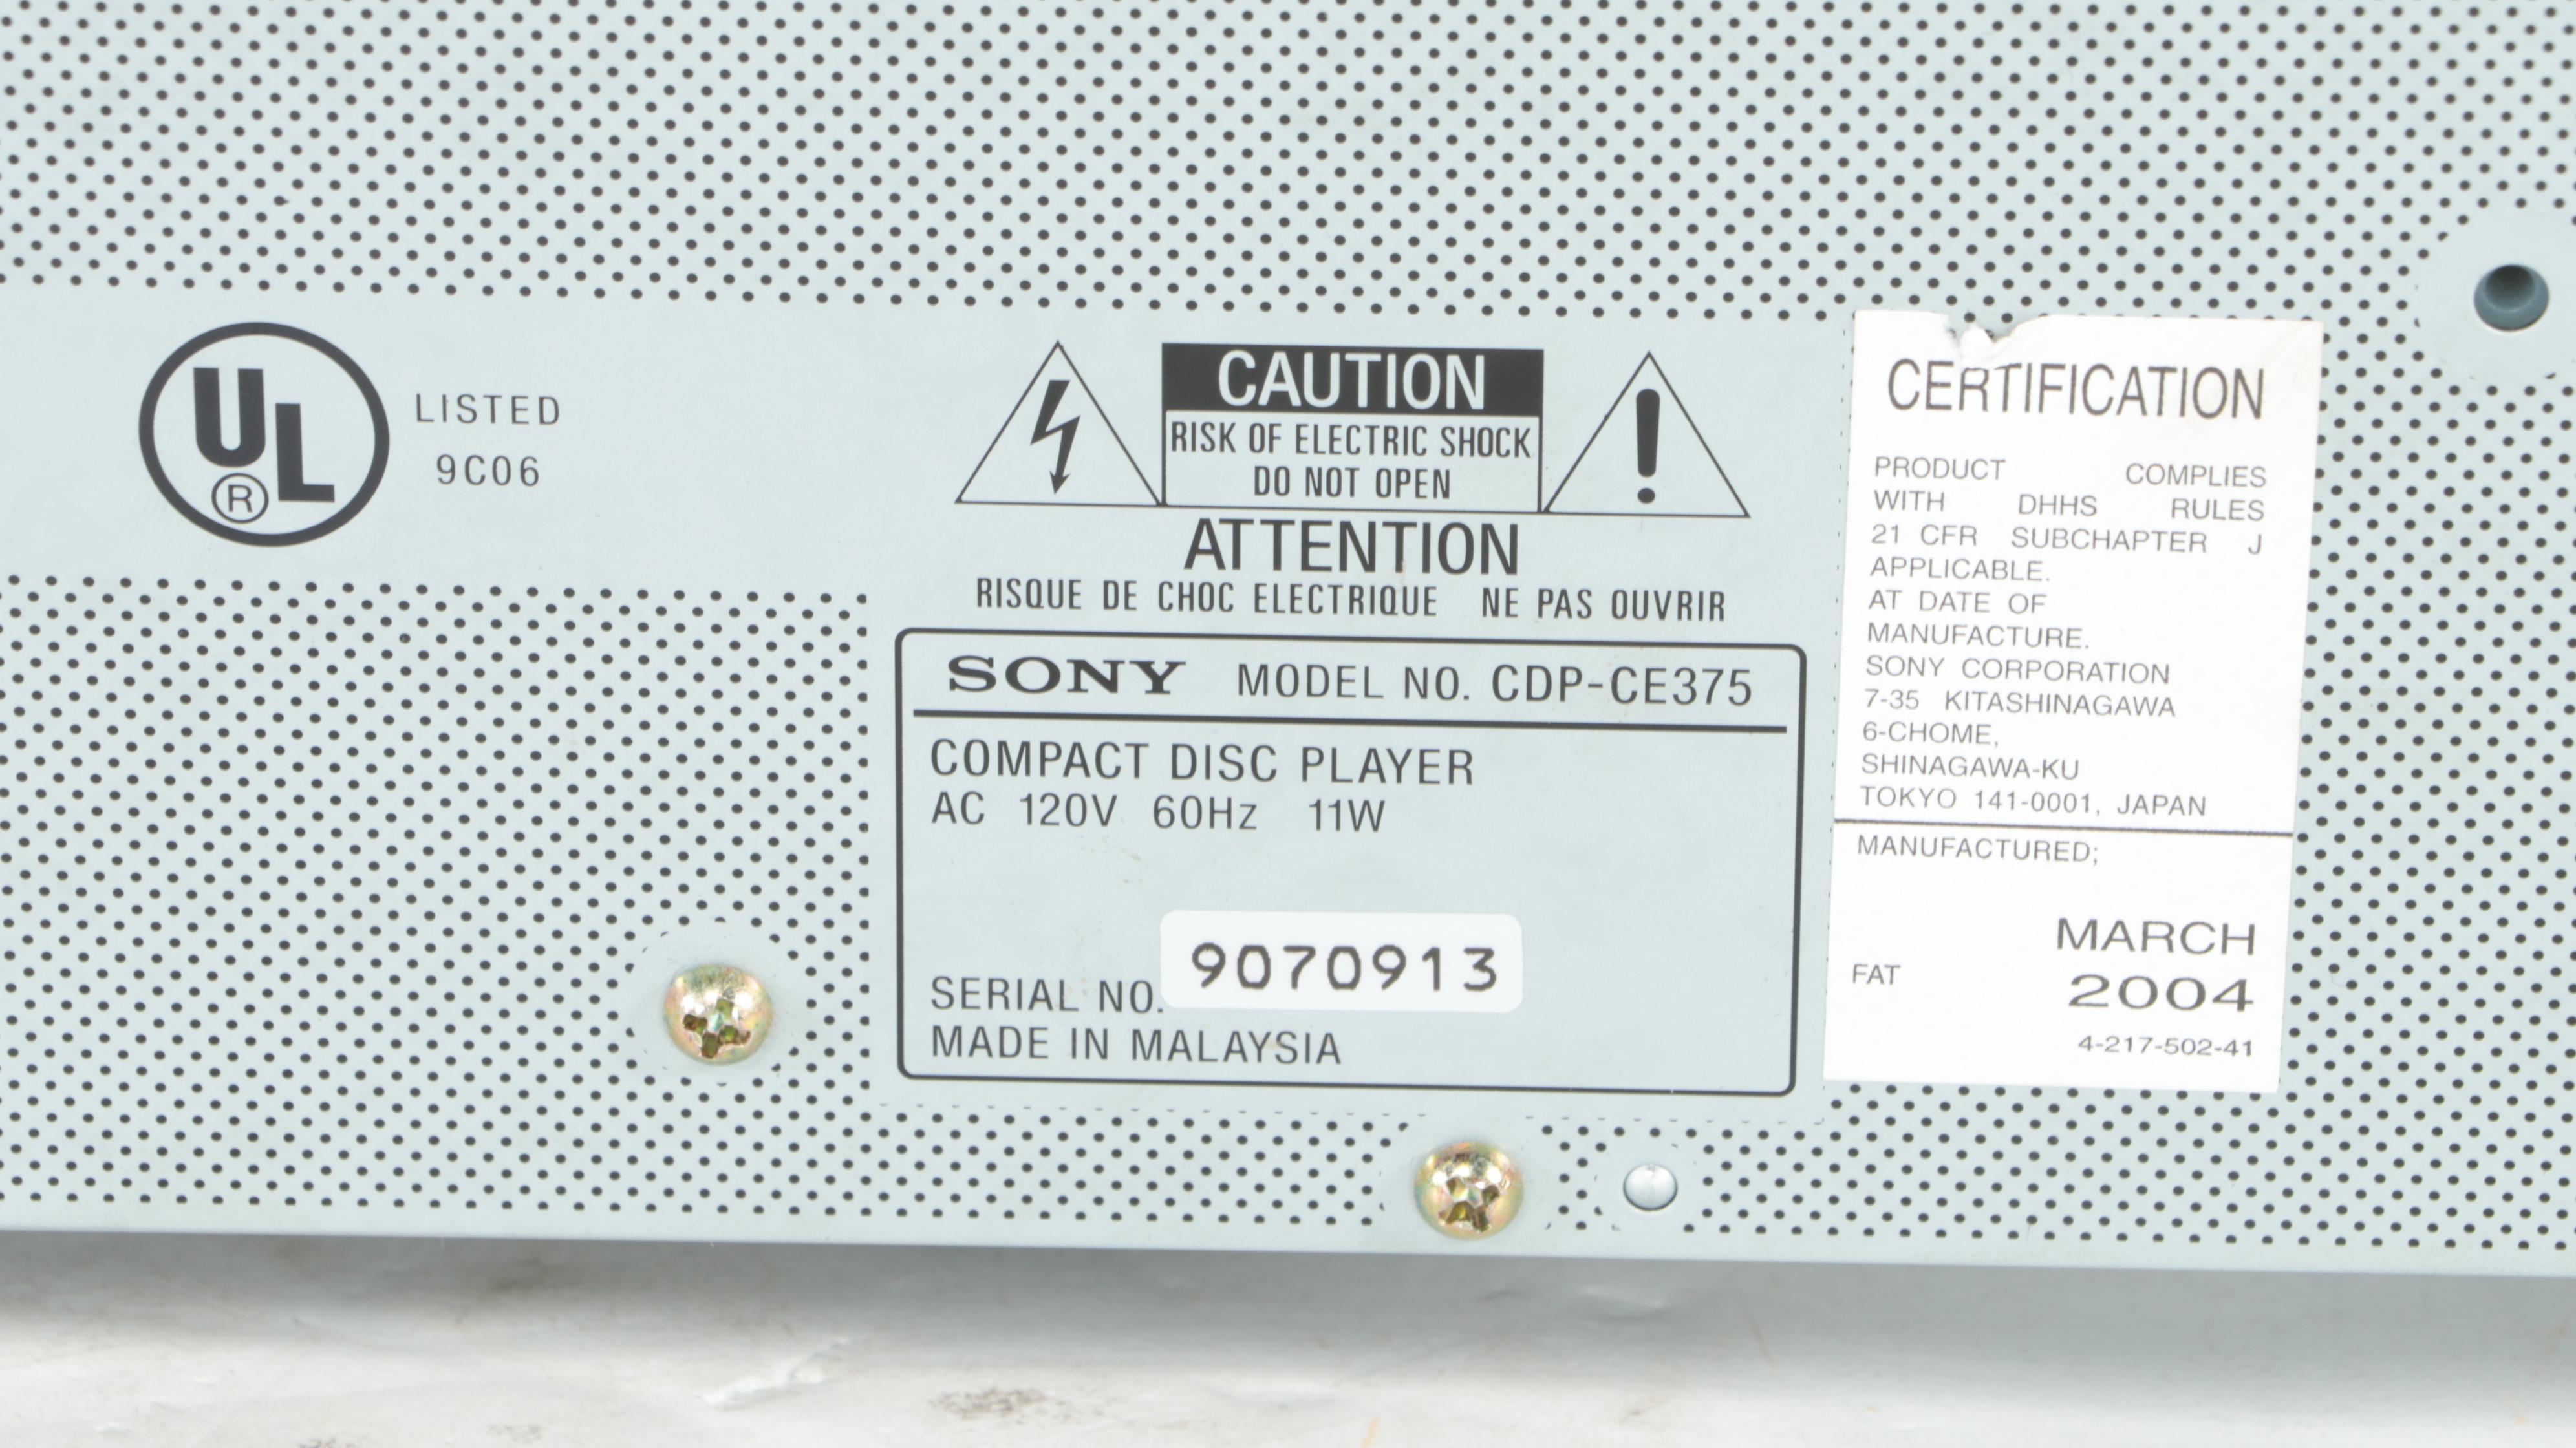 UL
®
LISTED
9C06
CAUTION
RISK OF ELECTRIC SHOCK
DO NOT OPEN
ATTENTION
RISQUE DE CHOC ELECTRIQUE NE PAS OUVRIR
SONY MODEL NO. CDP-CE375
COMPACT DISC PLAYER
AC 120V 60Hz 11W
9070913
SERIAL NO.
MADE IN MALAYSIA
CERTIFICATION
PRODUCT COMPLIES
WITH DHHS RULES
21 CFR SUBCHAPTER J
APPLICABLE.
AT DATE OF
MANUFACTURE.
SONY CORPORATION
7-35 KITASHINAGAWA
6-CHOME,
SHINAGAWA-KU
TOKYO 141-0001, JAPAN
MANUFACTURED;
MARCH
FAT 2004
4-217-502-41